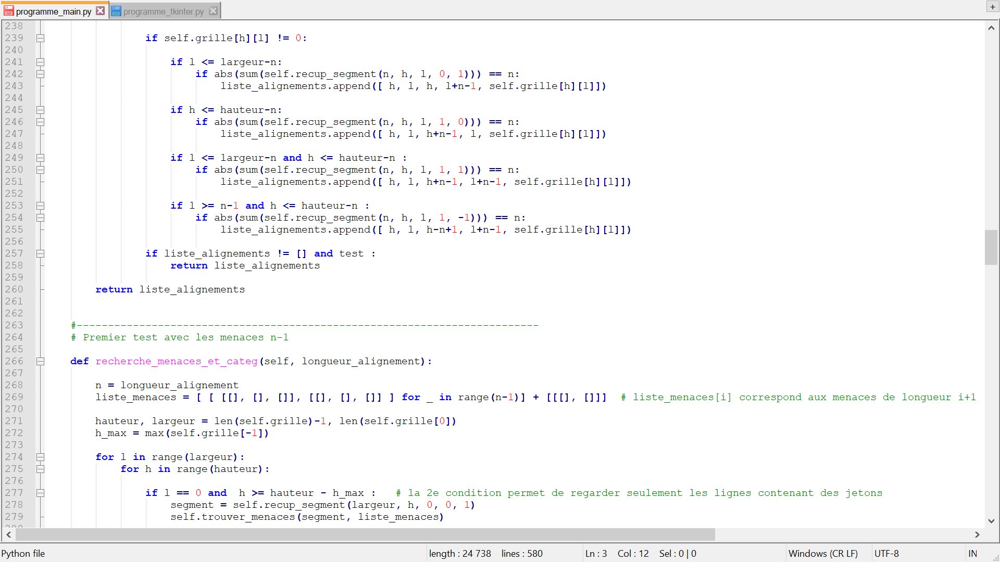 programme_main.py programme_tkinter.py +
238
239 if self.grille[h][l] != 0:
240
241 if l <= largeur-n:
242 if abs(sum(self.recup_segment(n, h, l, 0, 1))) == n:
243 liste_alignements.append([ h, l, h, l+n-1, self.grille[h][l]])
244
245 if h <= hauteur-n:
246 if abs(sum(self.recup_segment(n, h, l, 1, 0))) == n:
247 liste_alignements.append([ h, l, h+n-1, l, self.grille[h][l]])
248
249 if l <= largeur-n and h <= hauteur-n :
250 if abs(sum(self.recup_segment(n, h, l, 1, 1))) == n:
251 liste_alignements.append([ h, l, h+n-1, l+n-1, self.grille[h][l]])
252
253 if l >= n-1 and h <= hauteur-n :
254 if abs(sum(self.recup_segment(n, h, l, 1, -1))) == n:
255 liste_alignements.append([ h, l, h-n+1, l+n-1, self.grille[h][l]])
256
257 if liste_alignements != [] and test :
258 return liste_alignements
259
260 return liste_alignements
261
262
263 #--------------------------------------------------------------------------
264 # Premier test avec les menaces n-1
265
266 def recherche_menaces_et_categ(self, longueur_alignement):
267
268 n = longueur_alignement
269 liste_menaces = [ [ [[], [], []], [[], [], []] ] for _ in range(n-1)] + [[[], []]] # liste_menaces[i] correspond aux menaces de longueur i+1
270
271 hauteur, largeur = len(self.grille)-1, len(self.grille[0])
272 h_max = max(self.grille[-1])
273
274 for l in range(largeur):
275 for h in range(hauteur):
276
277 if l == 0 and  h >= hauteur - h_max : # la 2e condition permet de regarder seulement les lignes contenant des jetons
278 segment = self.recup_segment(largeur, h, 0, 0, 1)
279 self.trouver_menaces(segment, liste_menaces)
Python file length : 24 738 lines : 580 Ln : 3 Col : 12 Sel : 0 | 0 Windows (CR LF) UTF-8 IN